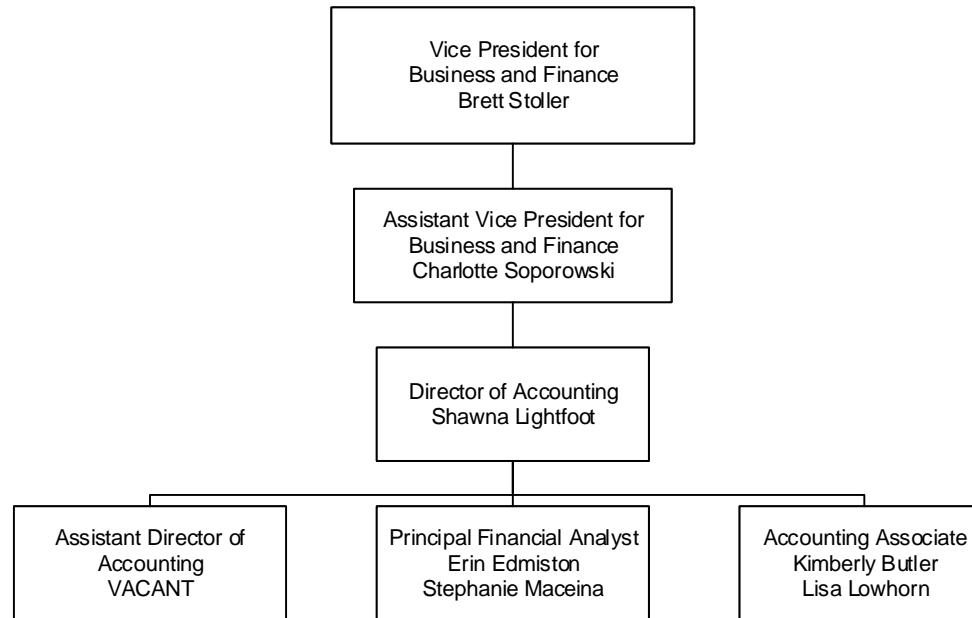 Vice President for
Business and Finance
Brett Stoller
Assistant Vice President for
Business and Finance
Charlotte Soporowski
Director of Accounting
Shawna Lightfoot
Assistant Director of
Accounting
VACANT
Principal Financial Analyst
Erin Edmiston
Stephanie Maceina
Accounting Associate
Kimberly Butler
Lisa Lowhorn